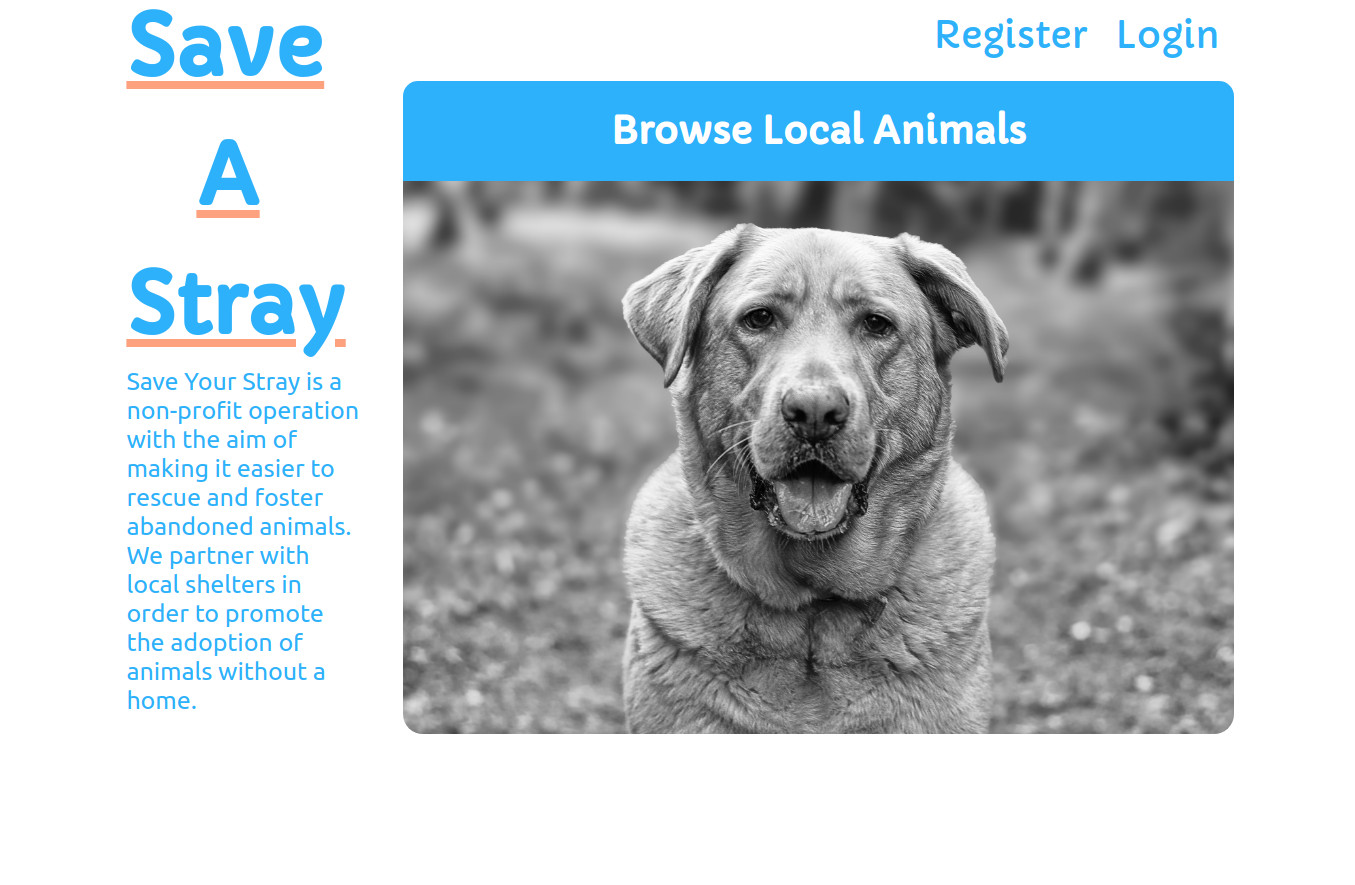 Save
A
Stray
Register Login
Browse Local Animals
Save Your Stray is a
non-profit operation
with the aim of
making it easier to
rescue and foster
abandoned animals.
We partner with
local shelters in
order to promote
the adoption of
animals without a
home.